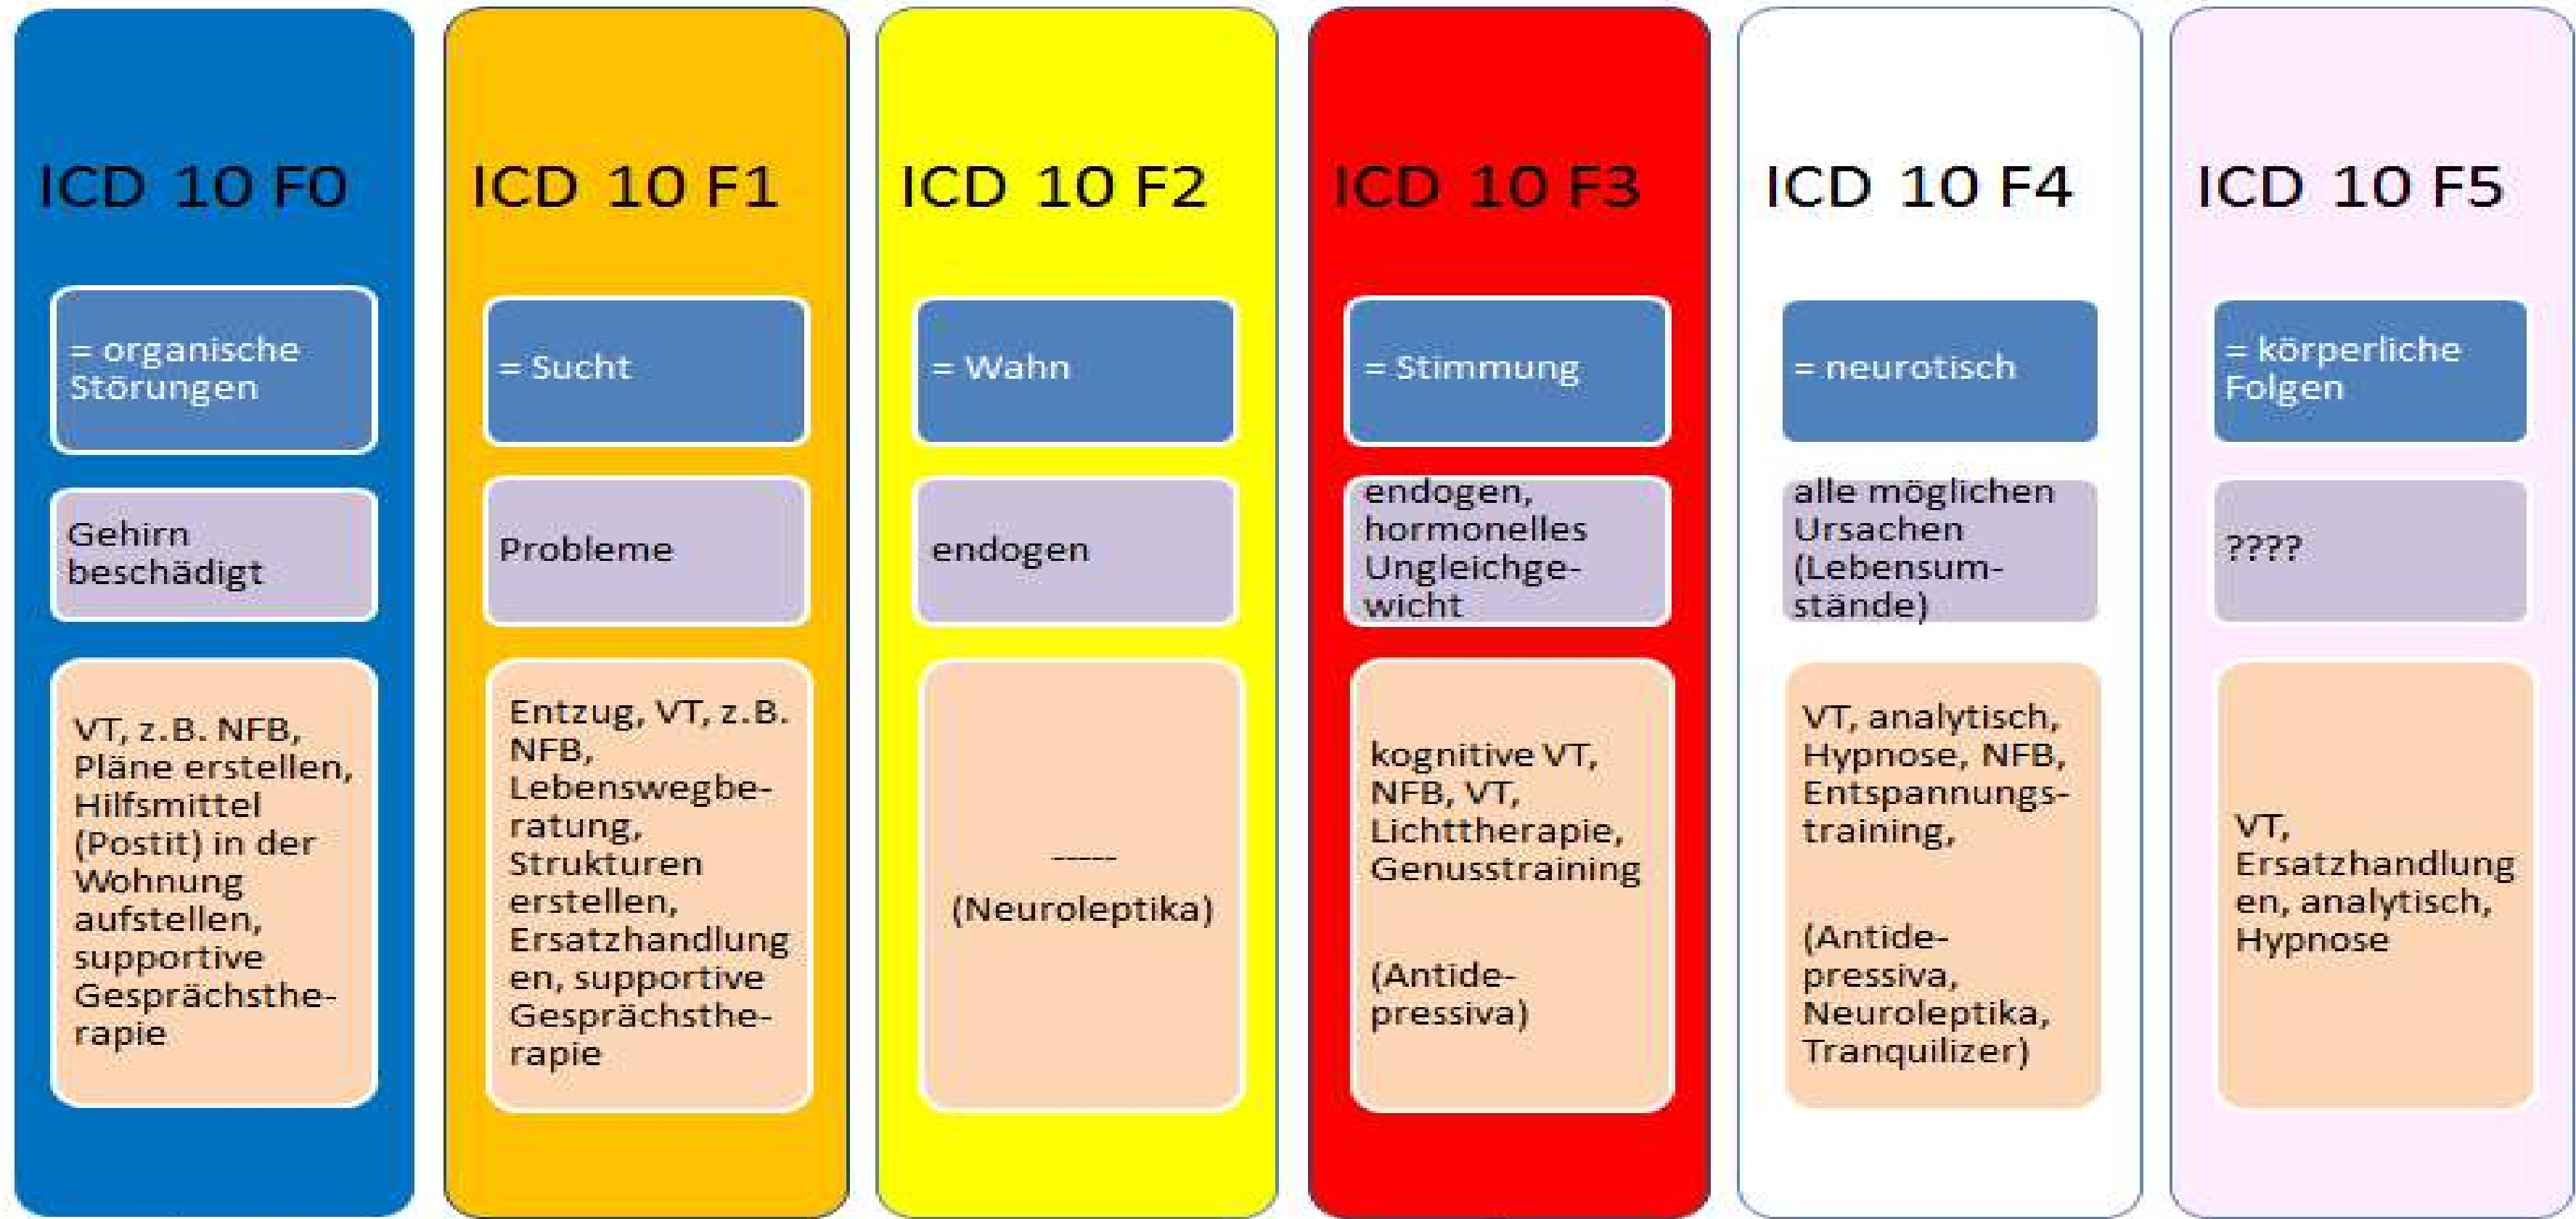 ICD 10 F0
= organische
Störungen
Gehirn
beschädigt
VT, z.B. NFB,
Pläne erstellen,
Hilfsmittel
(Postit) in der
Wohnung
aufstellen,
supportive
Gesprächsthe-
rapie
ICD 10 F1
= Sucht
Probleme
Entzug, VT, z.B.
NFB,
Lebenswegbe-
ratung,
Strukturen
erstellen,
Ersatzhandlung
en, supportive
Gesprächsthe-
rapie
ICD 10 F2
= Wahn
endogen
-----
(Neuroleptika)
ICD 10 F3
= Stimmung
endogen,
hormonelles
Ungleichge-
wicht
kognitive VT,
NFB, VT,
Lichttherapie,
Genusstraining
(Antide-
pressiva)
ICD 10 F4
= neurotisch
alle möglichen
Ursachen
(Lebensum-
stände)
VT, analytisch,
Hypnose, NFB,
Entspannungs-
training,
(Antide-
pressiva,
Neuroleptika,
Tranquilizer)
ICD 10 F5
= körperliche
Folgen
????
VT,
Ersatzhandlung
en, analytisch,
Hypnose